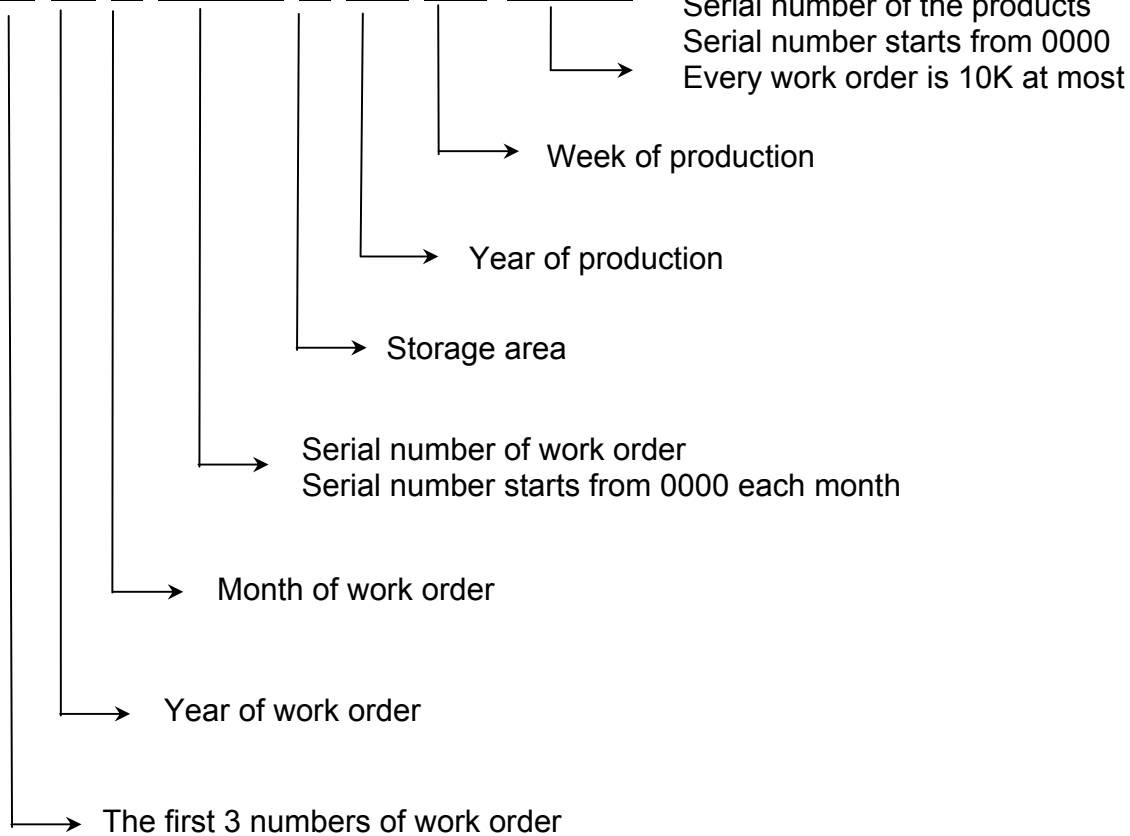 Serial number of the products
Serial number starts from 0000
Every work order is 10K at most
Week of production
Year of production
Storage area
Serial number of work order
Serial number starts from 0000 each month
Month of work order
Year of work order
The first 3 numbers of work order